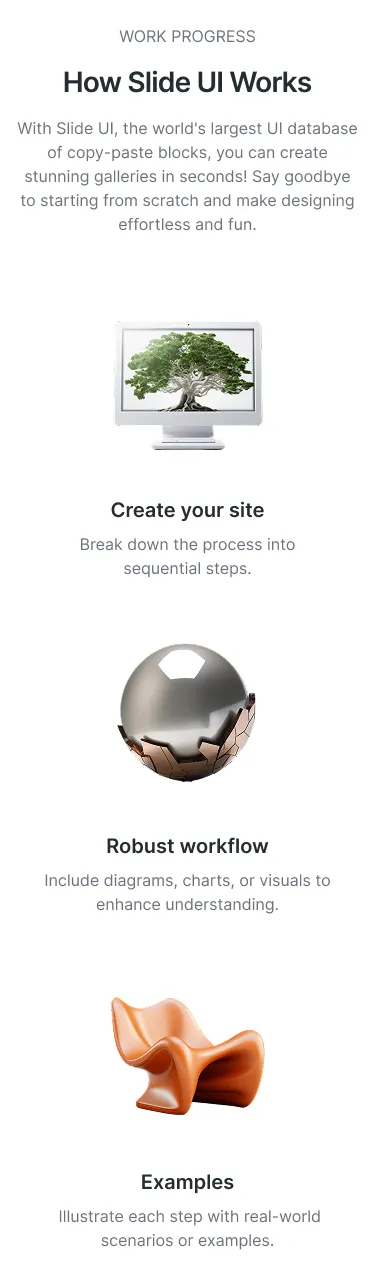 WORK PROGRESS
How Slide UI Works
With Slide UI, the world's largest UI database
of copy-paste blocks, you can create
stunning galleries in seconds! Say goodbye
to starting from scratch and make designing
effortless and fun.
Create your site
Break down the process into
sequential steps.
Robust workflow
Include diagrams, charts, or visuals to
enhance understanding.
Examples
Illustrate each step with real-world
scenarios or examples.